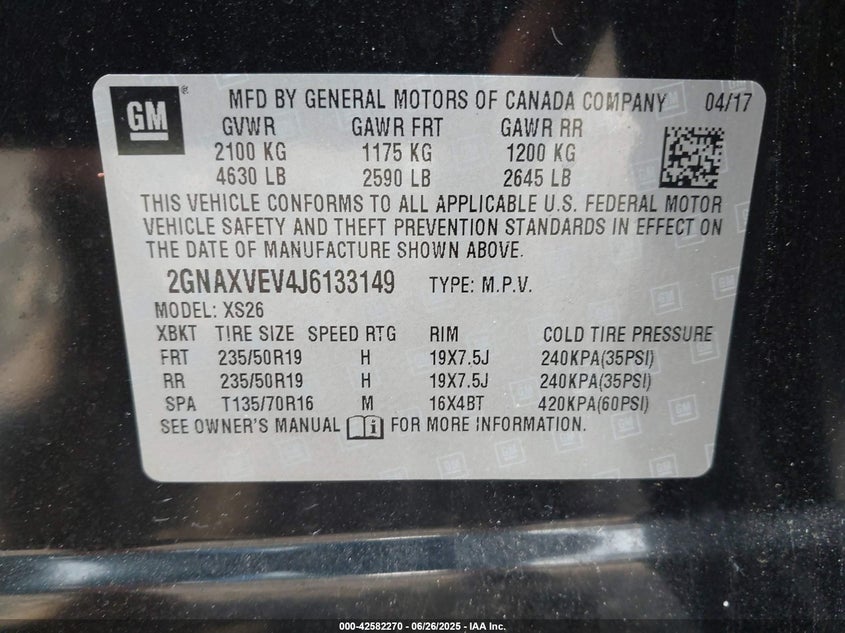 GM ® MFD BY GENERAL MOTORS OF CANADA COMPANY 04/17
GVWR GAWR FRT GAWR RR
2100 KG 1175 KG 1200 KG
4630 LB 2590 LB 2645 LB
THIS VEHICLE CONFORMS TO ALL APPLICABLE U.S. FEDERAL MOTOR
VEHICLE SAFETY AND THEFT PREVENTION STANDARDS IN EFFECT ON
THE DATE OF MANUFACTURE SHOWN ABOVE.
2GNAXVEV4J6133149 TYPE: M.P.V.
MODEL: XS26
XBKT TIRE SIZE SPEED RTG RIM COLD TIRE PRESSURE
FRT 235/50R19 H 19X7.5J 240KPA(35PSI)
RR 235/50R19 H 19X7.5J 240KPA(35PSI)
SPA T135/70R16 M 16X4BT 420KPA(60PSI)
SEE OWNER'S MANUAL i FOR MORE INFORMATION.
000-42582270 - 06/26/2025 - IAA Inc.